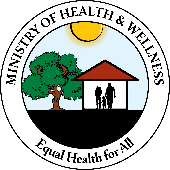 MINISTRY OF HEALTH & WELLNESS
Equal Health for All